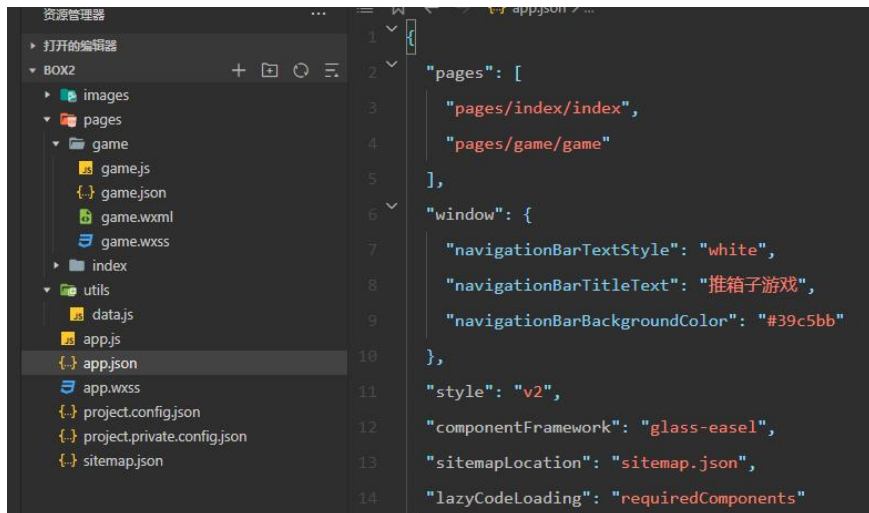 资源管理器
打开的编辑器
BOX2
images
pages
game
JS game.js
{..} game.json
game.wxml
game.wxss
index
utils
JS data.js
JS app.js
{..} app.json
app.wxss
{..} project.config.json
{..} project.private.config.json
{..} sitemap.json
{..} app.json > ...
1 {
2 "pages": [
3 "pages/index/index",
4 "pages/game/game"
5 ],
6 "window": {
7 "navigationBarTextStyle": "white",
8 "navigationBarTitleText": "推箱子游戏",
9 "navigationBarBackgroundColor": "#39c5bb"
10 },
11 "style": "v2",
12 "componentFramework": "glass-easel",
13 "sitemapLocation": "sitemap.json",
14 "lazyCodeLoading": "requiredComponents"